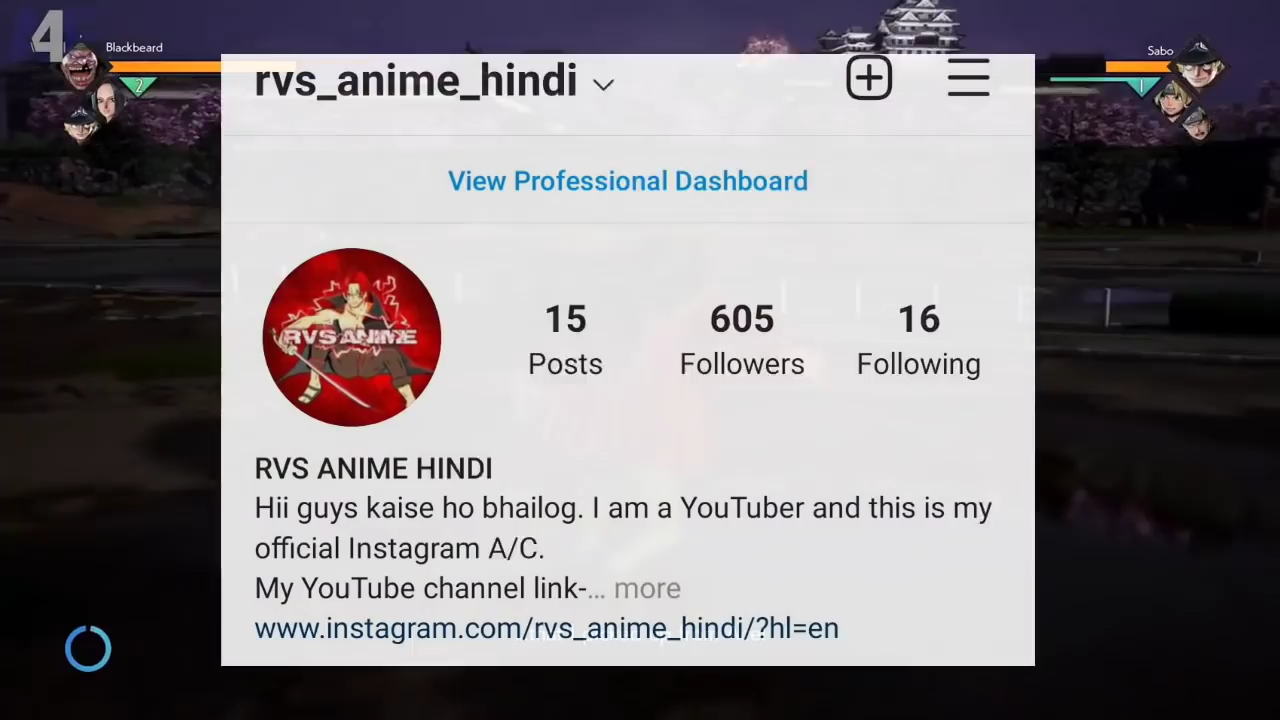 4
Blackbeard
2
Sabo
1
rvs_anime_hindi
View Professional Dashboard
RVS ANIME
15
Posts
605
Followers
16
Following
RVS ANIME HINDI
Hii guys kaise ho bhailog. I am a YouTuber and this is my
official Instagram A/C.
My YouTube channel link-... more
www.instagram.com/rvs_anime_hindi/?hl=en